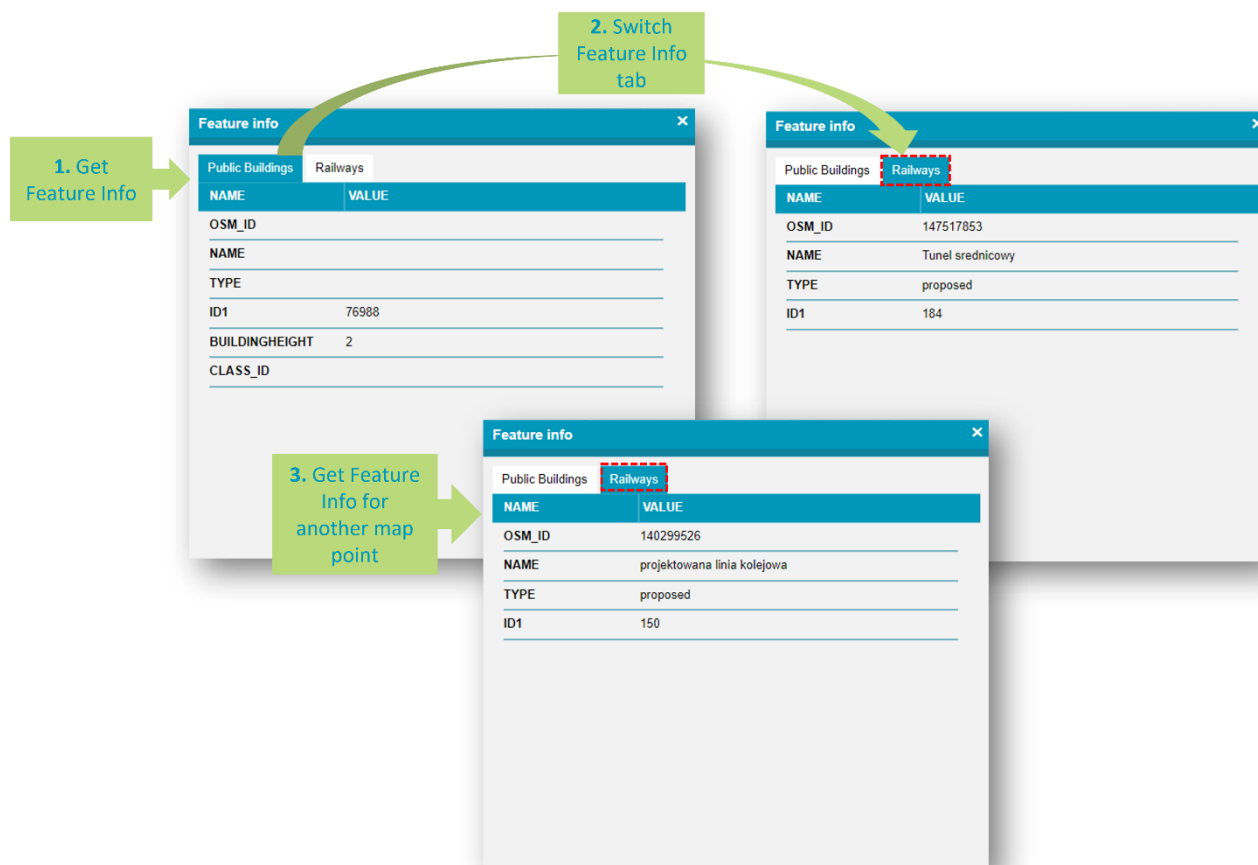 2. Switch
Feature Info
tab
1. Get
Feature Info
Feature info ×
Public Buildings Railways
NAME VALUE
OSM_ID
NAME
TYPE
ID1 76988
BUILDINGHEIGHT 2
CLASS_ID
Feature info ×
Public Buildings Railways
NAME VALUE
OSM_ID 147517853
NAME Tunel srednicowy
TYPE proposed
ID1 184
3. Get Feature
Info for
another map
point
Feature info ×
Public Buildings Railways
NAME VALUE
OSM_ID 140299526
NAME projektowana linia kolejowa
TYPE proposed
ID1 150